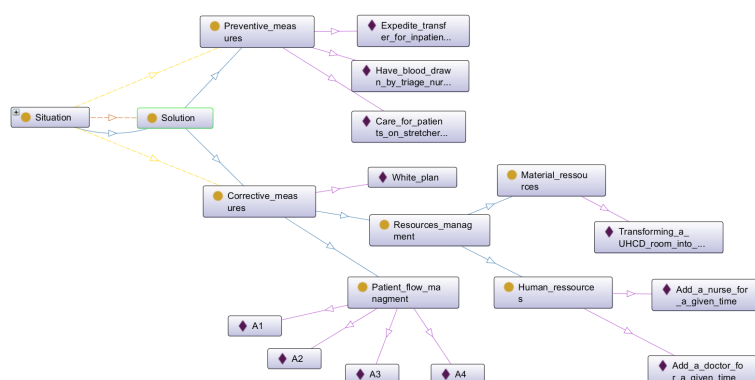 Preventive_meas
ures
Expedite_transf
er_for_inpatien...
Have_blood_draw
n_by_triage_nur...
Care_for_patien
ts_on_stretcher...
Situation
Solution
White_plan
Corrective_meas
ures
Material_ressou
rces
Resources_manag
ment
Transforming_a_
UHCD_room_into_...
Patient_flow_ma
nagment
Human_ressource
s
Add_a_nurse_for
_a_given_time
A1
A2
A3
A4
Add_a_doctor_fo
r_a_given_time